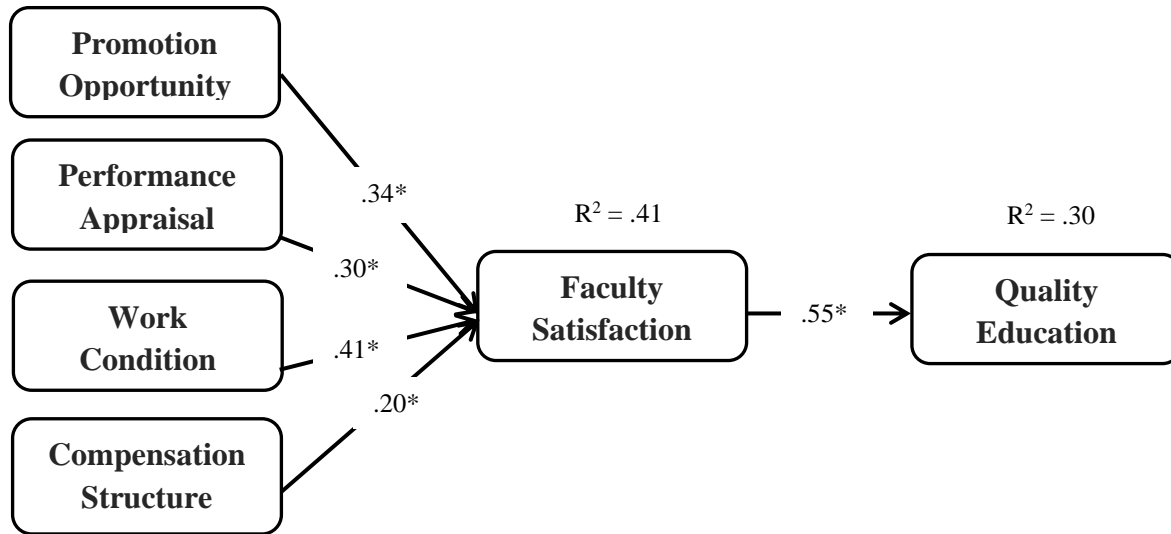 Promotion
Opportunity
Performance
Appraisal
.34*
R² = .41
R² = .30
.30*
Faculty
Satisfaction
.55*
Quality
Education
Work
Condition
.41*
.20*
Compensation
Structure